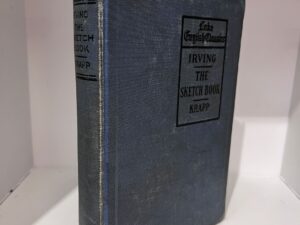 IRVING
THE
SKETCH
BOOK
KRAPP
Lake
English Classics
IRVING
THE
SKETCH BOOK
KRAPP